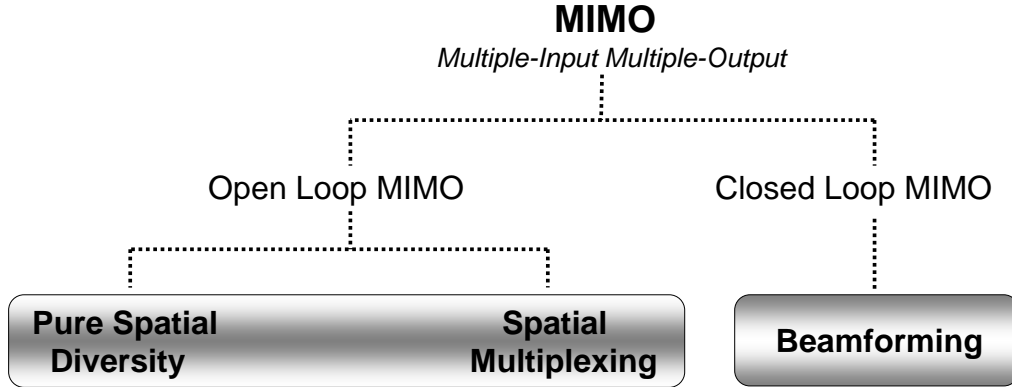 MIMO
Multiple-Input Multiple-Output
Open Loop MIMO
Closed Loop MIMO
Pure Spatial
Diversity
Spatial
Multiplexing
Beamforming